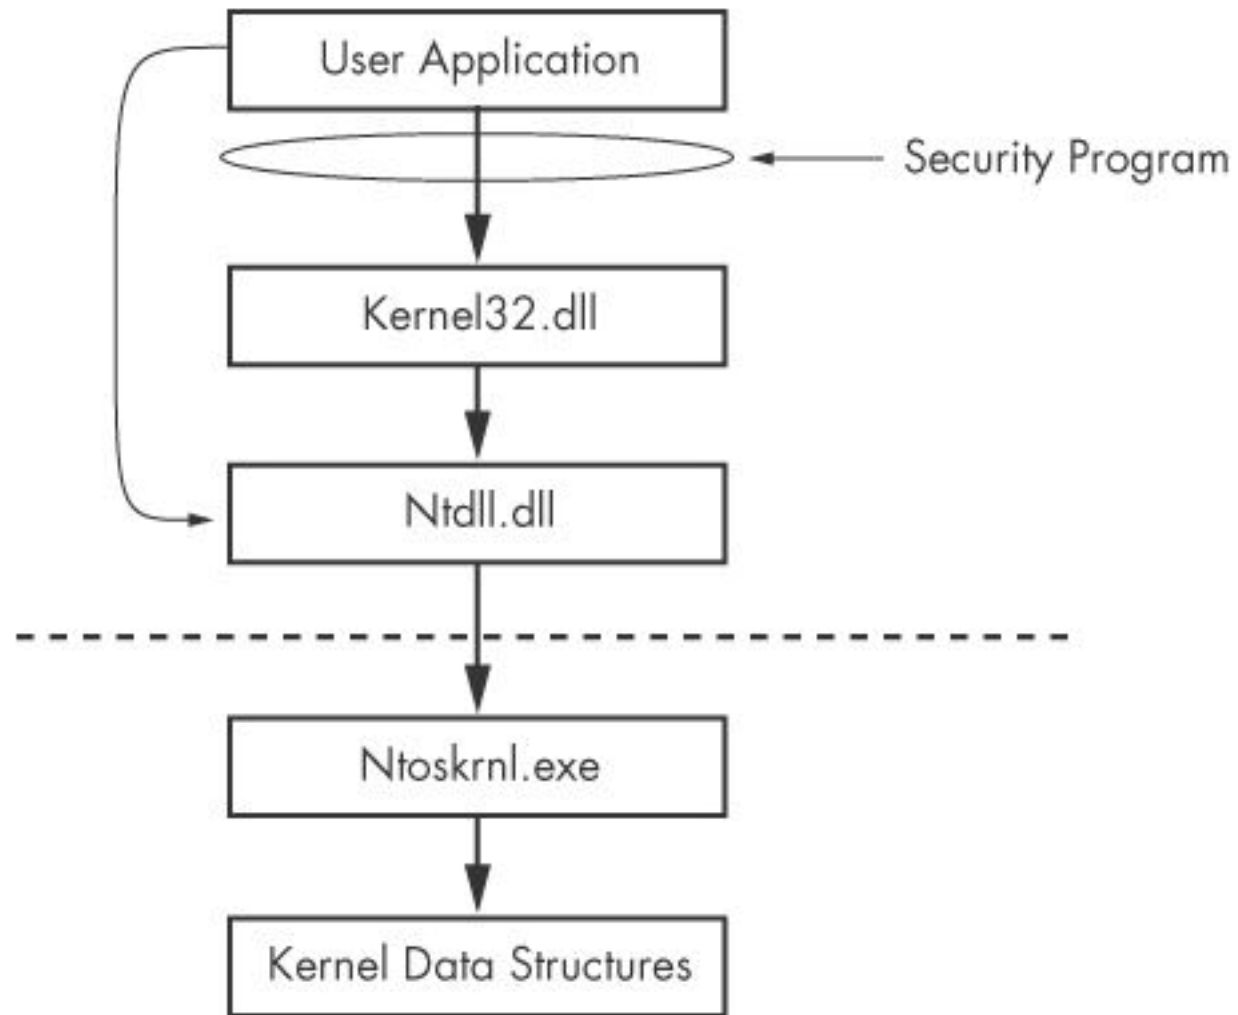 User Application
Security Program
Kernel32.dll
Ntdll.dll
Ntoskrnl.exe
Kernel Data Structures